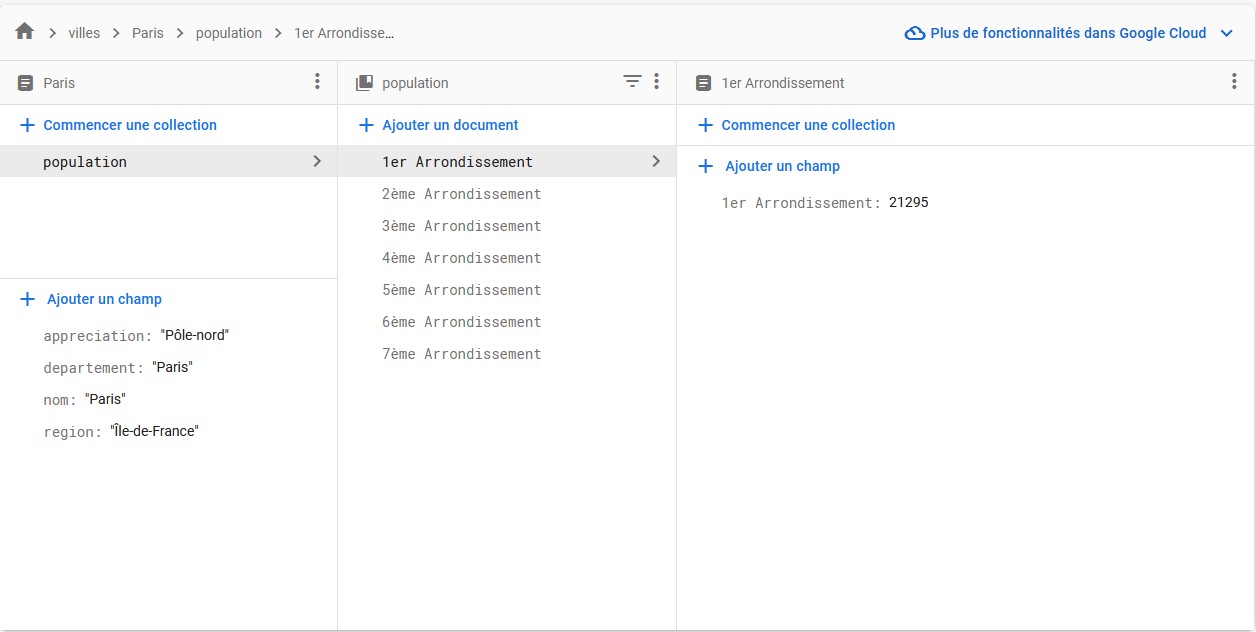 villes > Paris > population > 1er Arrondisse...
Plus de fonctionnalités dans Google Cloud
Paris
Commencer une collection
population
Ajouter un champ
appreciation: "Pôle-nord"
departement: "Paris"
nom: "Paris"
region: "Île-de-France"
population
Ajouter un document
1er Arrondissement
2ème Arrondissement
3ème Arrondissement
4ème Arrondissement
5ème Arrondissement
6ème Arrondissement
7ème Arrondissement
1er Arrondissement
Commencer une collection
Ajouter un champ
1er Arrondissement: 21295